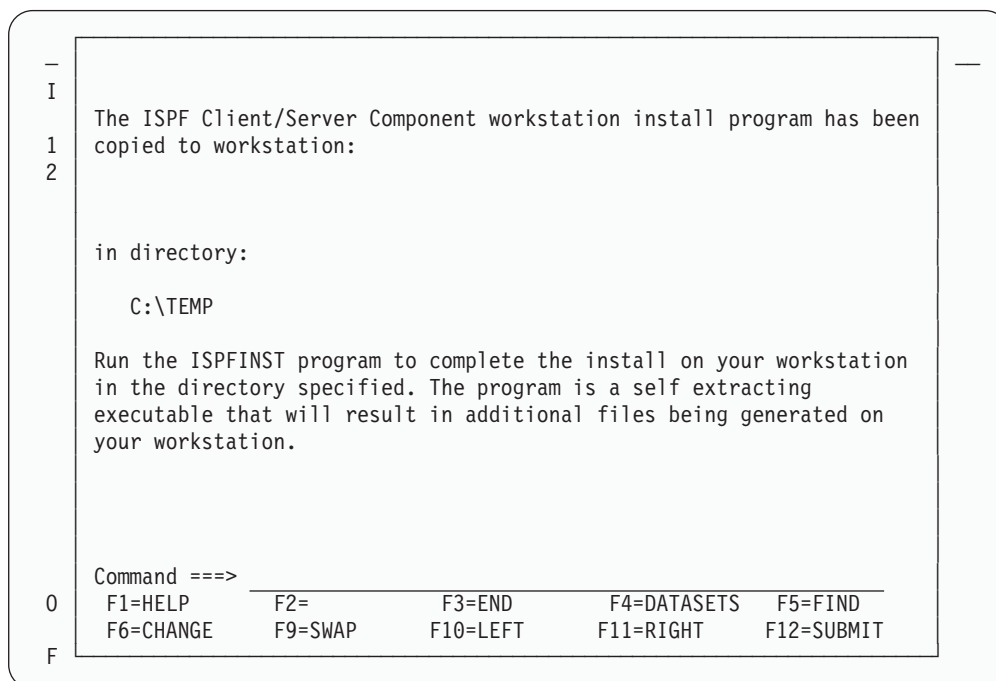 I
The ISPF Client/Server Component workstation install program has been
1 copied to workstation:
2
in directory:
C:\TEMP
Run the ISPFINST program to complete the install on your workstation
in the directory specified. The program is a self extracting
executable that will result in additional files being generated on
your workstation.
Command ===>
O F1=HELP F2= F3=END F4=DATASETS F5=FIND
F6=CHANGE F9=SWAP F10=LEFT F11=RIGHT F12=SUBMIT
F